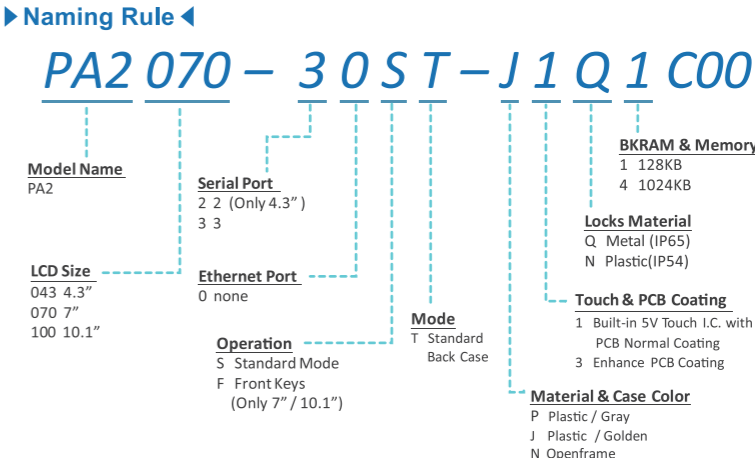 Naming Rule
PA2 070 – 3 0 S T – J 1 Q 1 C00
Model Name
PA2
LCD Size
043 4.3”
070 7”
100 10.1”
Serial Port
2 2 (Only 4.3” )
3 3
Ethernet Port
0 none
Operation
S Standard Mode
F Front Keys
(Only 7” / 10.1”)
Mode
T Standard
Back Case
BKRAM & Memory
1 128KB
4 1024KB
Locks Material
Q Metal (IP65)
N Plastic(IP54)
Touch & PCB Coating
1 Built-in 5V Touch I.C. with
PCB Normal Coating
3 Enhance PCB Coating
Material & Case Color
P Plastic / Gray
J Plastic / Golden
N Openframe